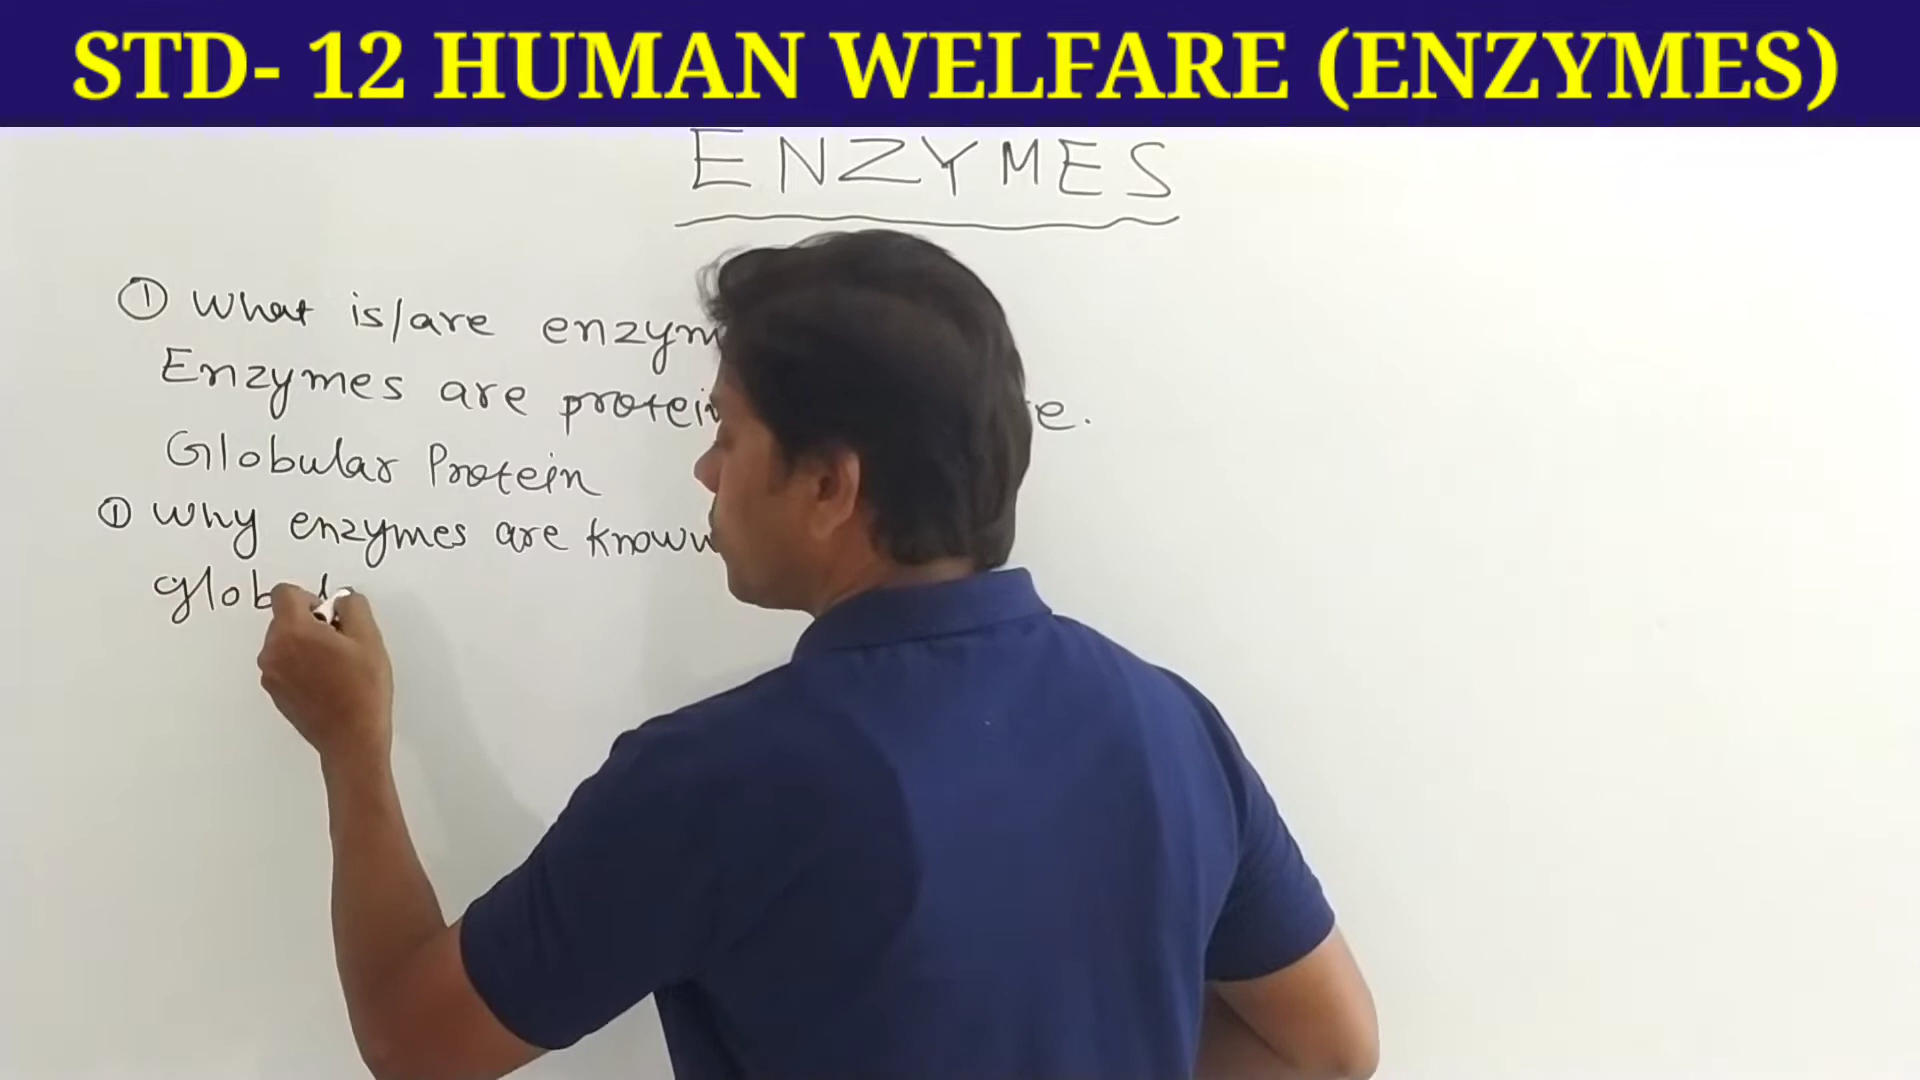 STD- 12 HUMAN WELFARE (ENZYMES)
ENZYMES
① What is/are
Enzymes are
Globular Protein
① Why enzymes are